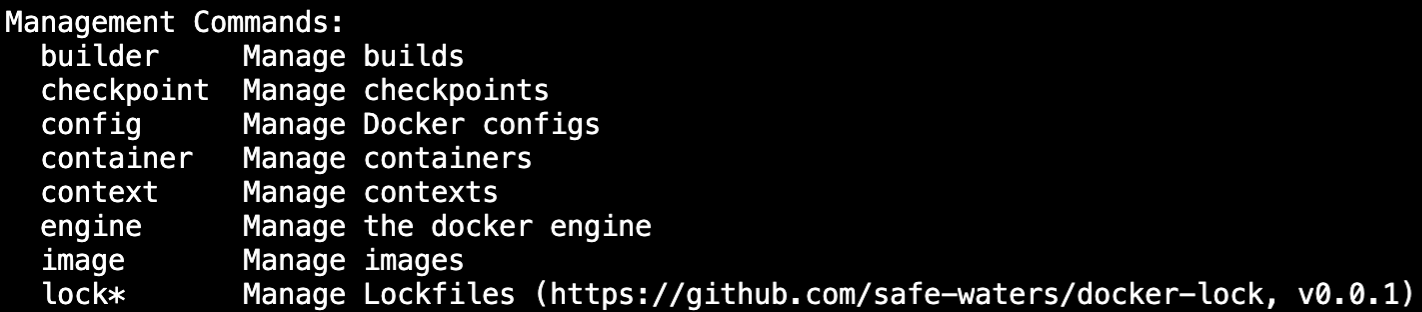 Management Commands:
  builder     Manage builds
  checkpoint  Manage checkpoints
  config      Manage Docker configs
  container   Manage containers
  context     Manage contexts
  engine      Manage the docker engine
  image       Manage images
  lock*       Manage Lockfiles (https://github.com/safe-waters/docker-lock, v0.0.1)